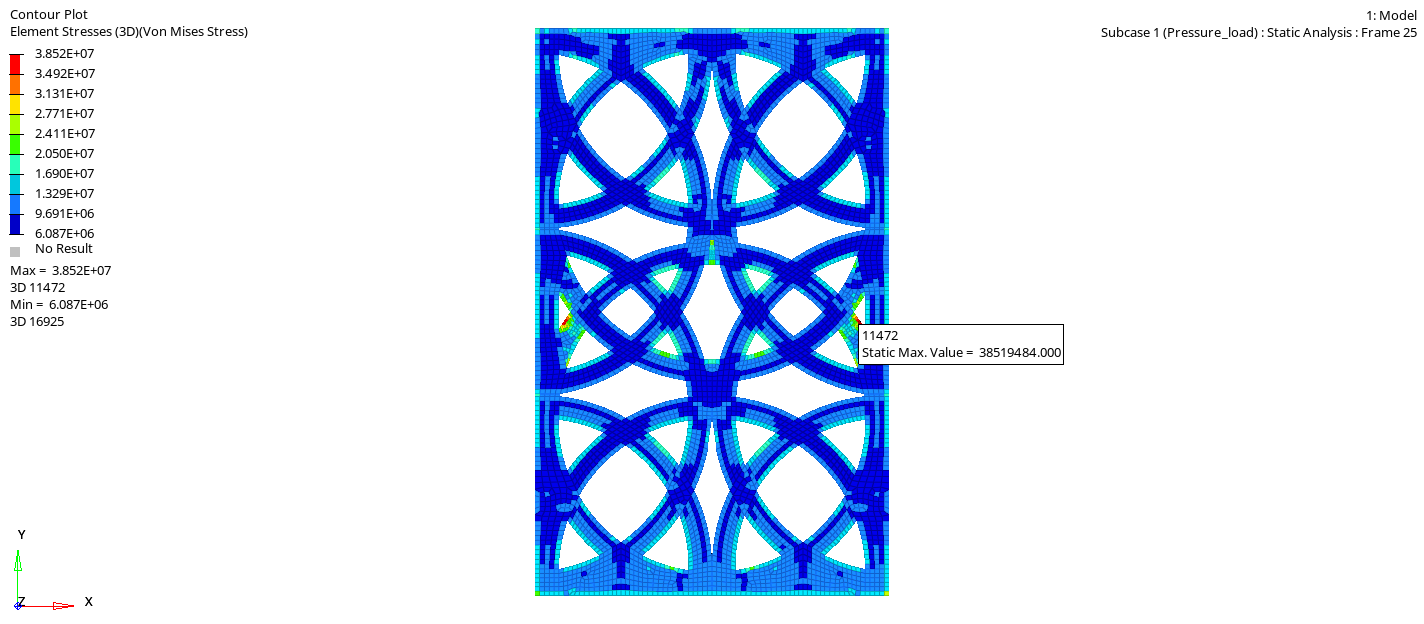 Contour Plot
Element Stresses (3D)(Von Mises Stress)
3.852E+07
3.492E+07
3.131E+07
2.771E+07
2.411E+07
2.050E+07
1.690E+07
1.329E+07
9.691E+06
6.087E+06
No Result
Max = 3.852E+07
3D 11472
Min = 6.087E+06
3D 16925
1: Model
Subcase 1 (Pressure_load) : Static Analysis : Frame 25
11472
Static Max. Value = 38519484.000
Y
Z
X